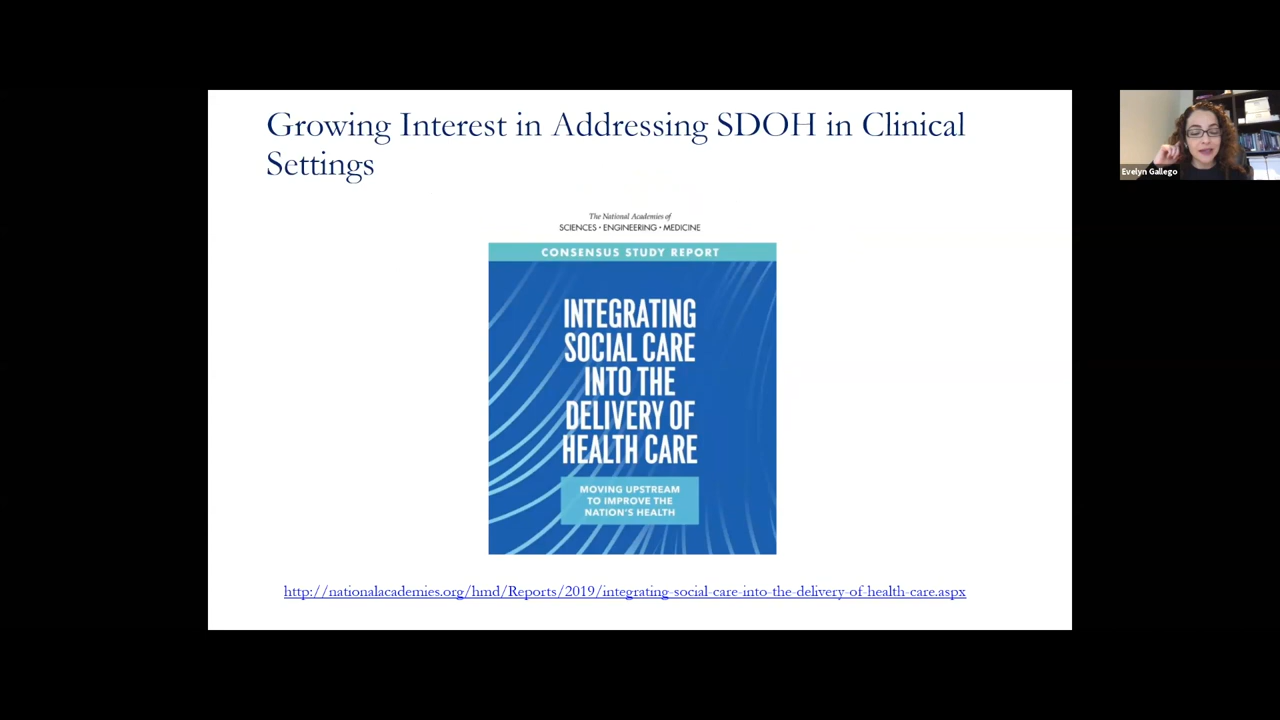 Growing Interest in Addressing SDOH in Clinical
Settings
The National Academies of
SCIENCES • ENGINEERING • MEDICINE
CONSENSUS STUDY REPORT
INTEGRATING
SOCIAL CARE
INTO THE
DELIVERY OF
HEALTH CARE
MOVING UPSTREAM
TO IMPROVE THE
NATION'S HEALTH
http://nationalacademies.org/hmd/Reports/2019/integrating-social-care-into-the-delivery-of-health-care.aspx
Evelyn Gallego